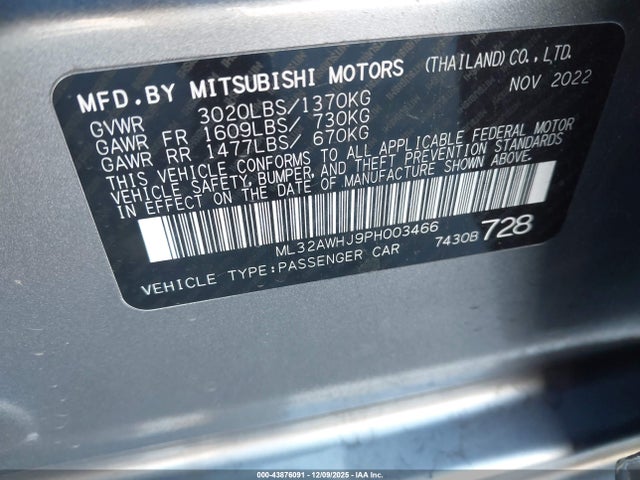 MFD.BY MITSUBISHI MOTORS (THAILAND) CO., LTD.
NOV 2022
GVWR 3020LBS/1370KG
GAWR FR 1609LBS/ 730KG
GAWR RR 1477LBS/ 670KG
THIS VEHICLE CONFORMS TO ALL APPLICABLE FEDERAL MOTOR
VEHICLE SAFETY, BUMPER, AND THEFT PREVENTION STANDARDS
IN EFFECT ON THE DATE OF MANUFACTURE SHOWN ABOVE.
ML32AWHJ9PH003466
7430B 728
VEHICLE TYPE:PASSENGER CAR
000-43876091 - 12/09/2025 - IAA Inc.